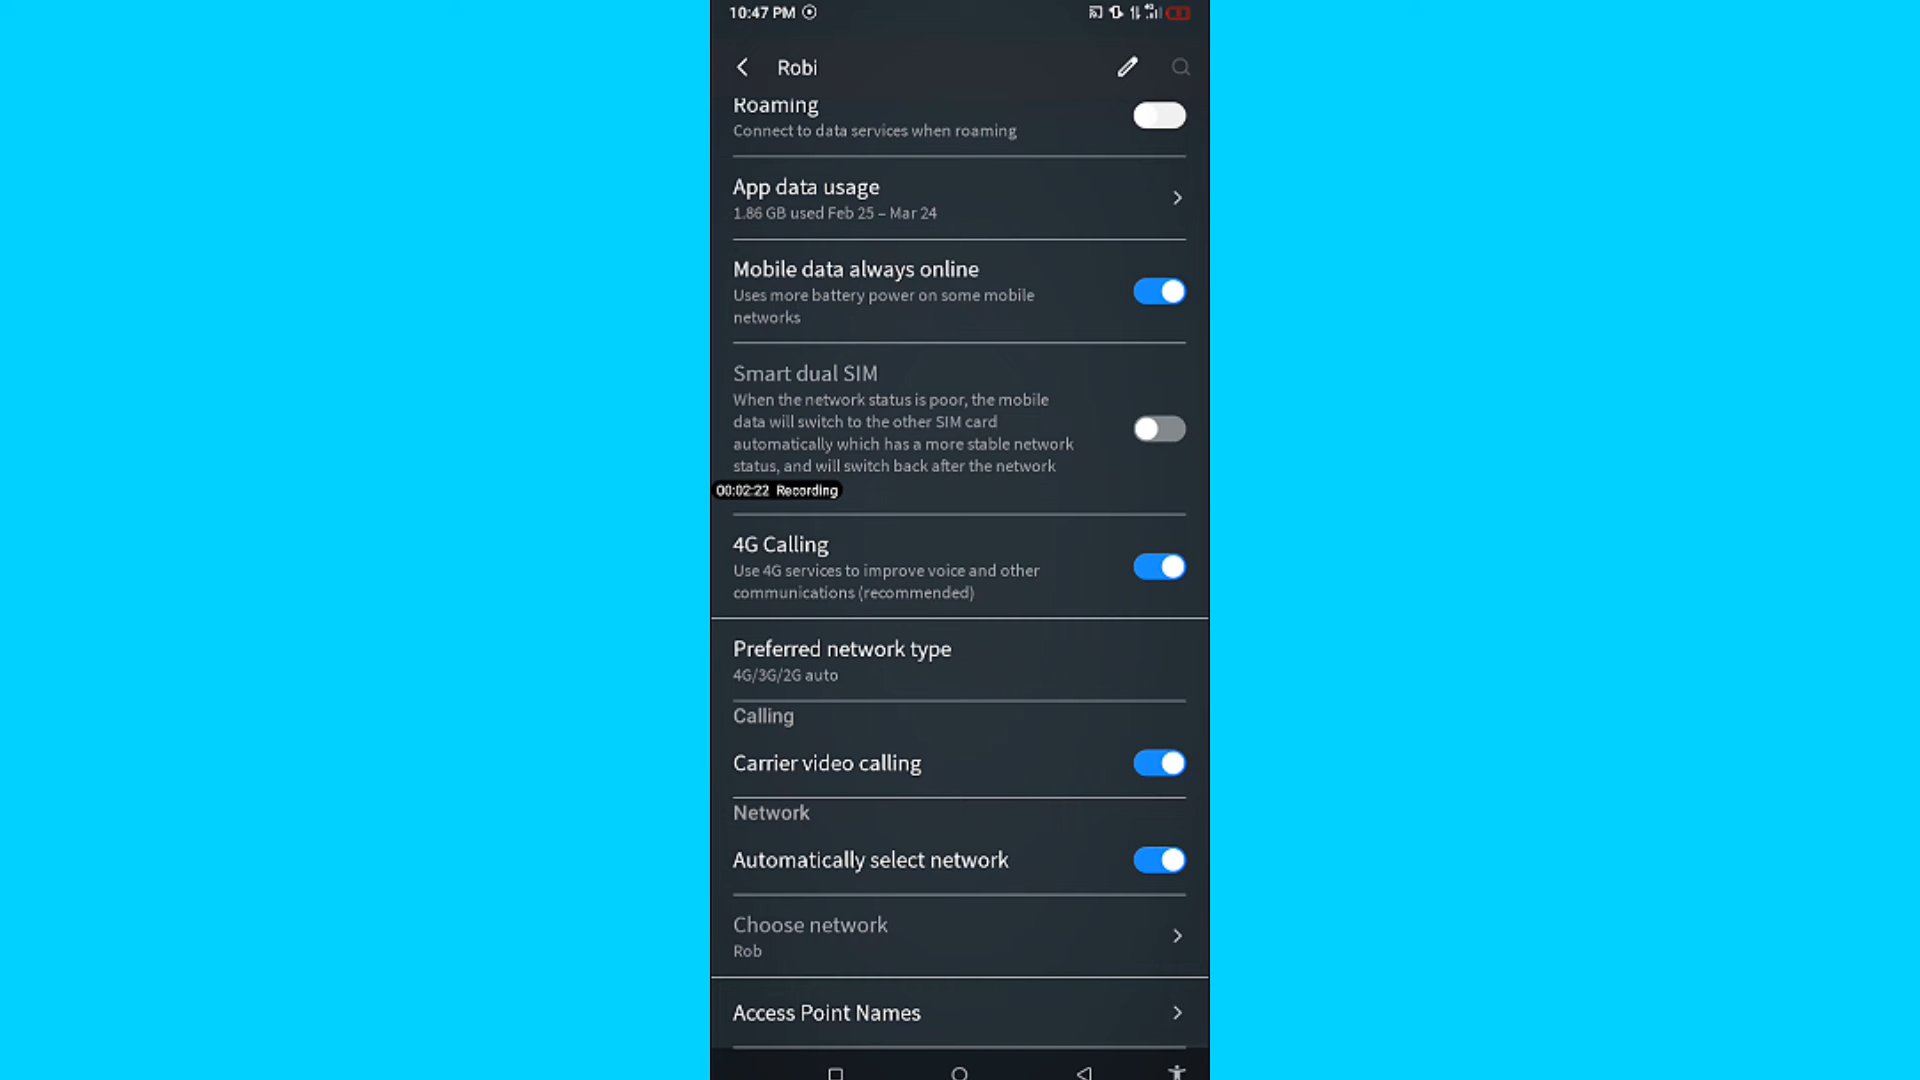 10:47 PM
4G
Robi
Roaming
Connect to data services when roaming
App data usage
1.86 GB used Feb 25 – Mar 24
Mobile data always online
Uses more battery power on some mobile
networks
Smart dual SIM
When the network status is poor, the mobile
data will switch to the other SIM card
automatically which has a more stable network
status, and will switch back after the network
00:02:22 Recording
4G Calling
Use 4G services to improve voice and other
communications (recommended)
Preferred network type
4G/3G/2G auto
Calling
Carrier video calling
Network
Automatically select network
Choose network
Rob
Access Point Names